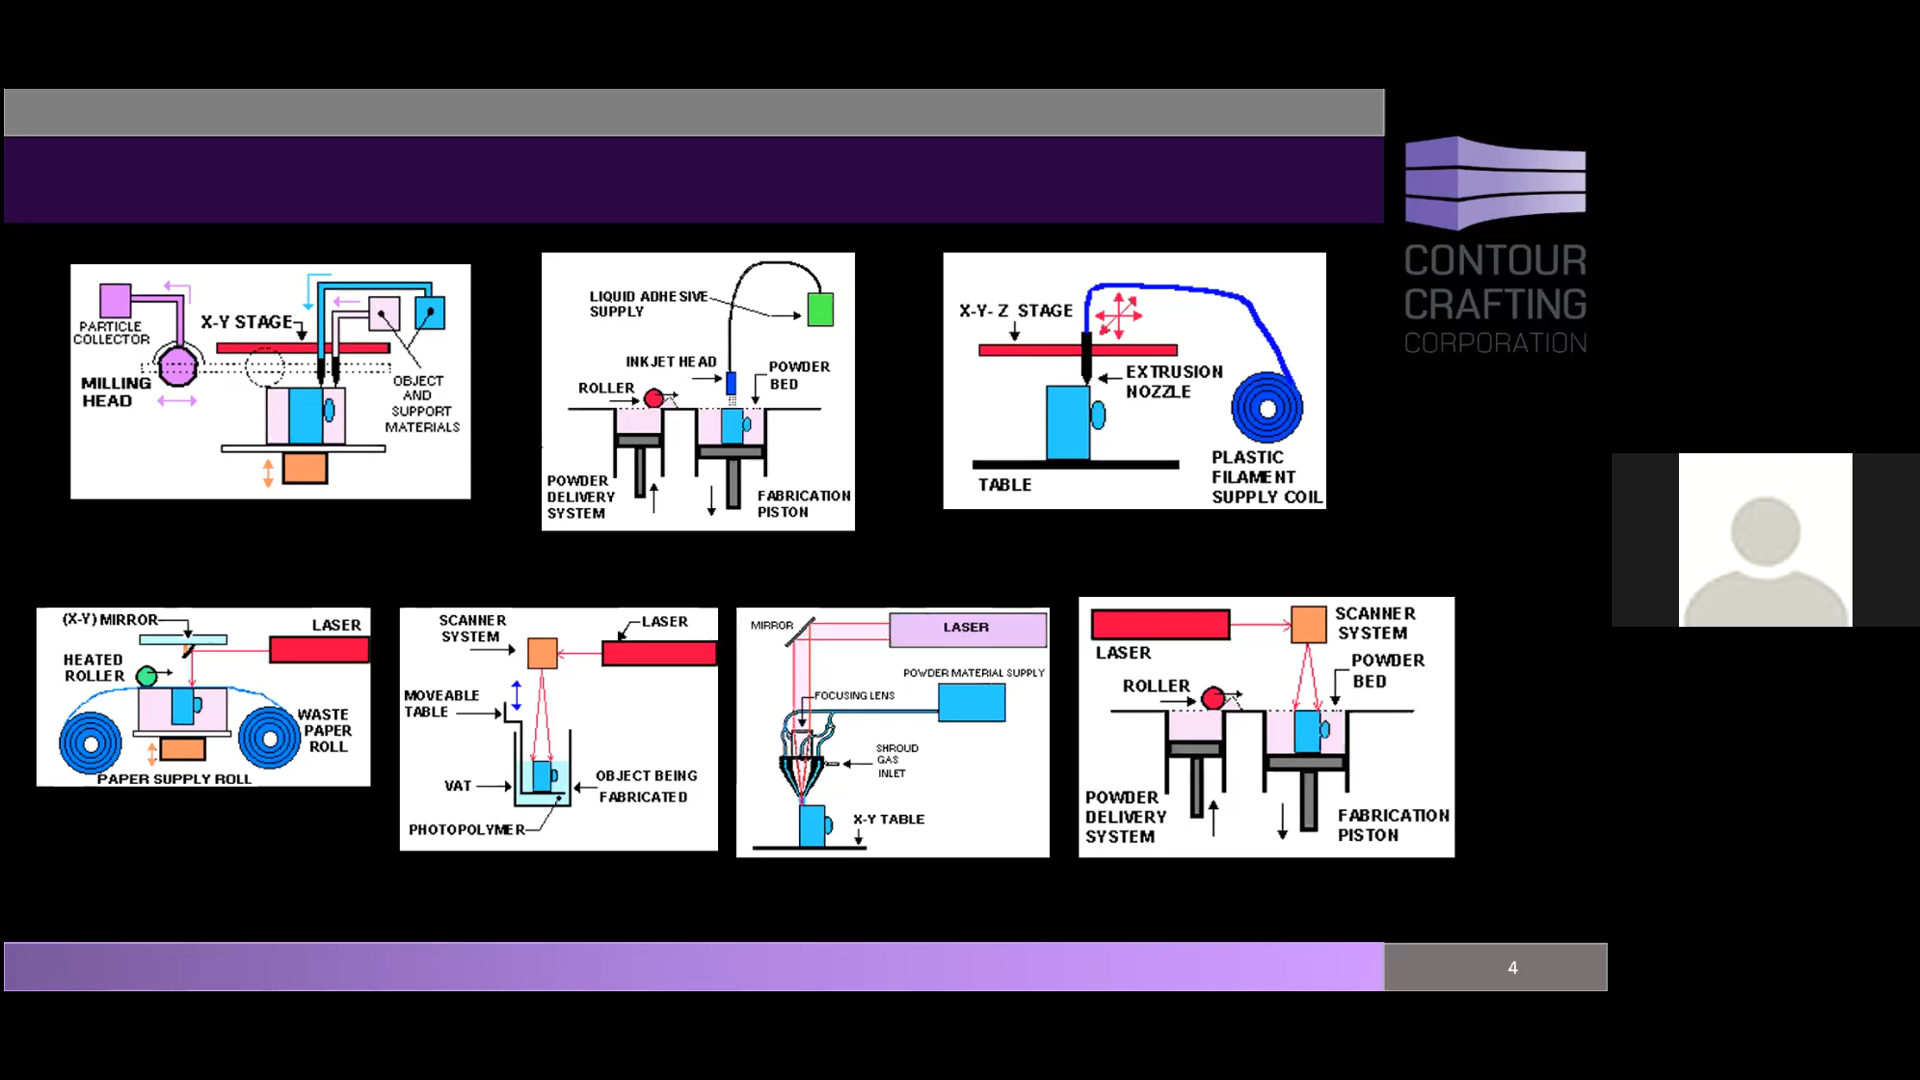 CONTOUR
CRAFTING
CORPORATION
PARTICLE
COLLECTOR
X-Y STAGE
MILLING
HEAD
OBJECT
AND
SUPPORT
MATERIALS
LIQUID ADHESIVE
SUPPLY
INKJET HEAD
POWDER
BED
ROLLER
POWDER
DELIVERY
SYSTEM
FABRICATION
PISTON
X-Y-Z STAGE
EXTRUSION
NOZZLE
TABLE
PLASTIC
FILAMENT
SUPPLY COIL
(X-Y) MIRROR
LASER
HEATED
ROLLER
WASTE
PAPER
ROLL
PAPER SUPPLY ROLL
SCANNER
SYSTEM
LASER
MOVEABLE
TABLE
VAT
OBJECT BEING
FABRICATED
PHOTOPOLYMER
MIRROR
LASER
POWDER MATERIAL SUPPLY
FOCUSING LENS
SHROUD
GAS
INLET
X-Y TABLE
LASER
SCANNER
SYSTEM
POWDER
BED
ROLLER
POWDER
DELIVERY
SYSTEM
FABRICATION
PISTON
4